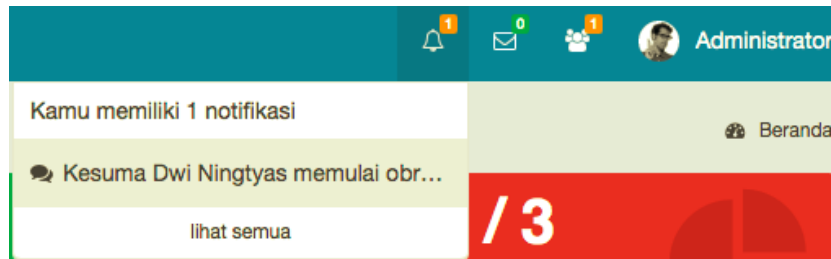 1 0 1 Administrator
Kamu memiliki 1 notifikasi
Beranda
Kesuma Dwi Ningtyas memulai obr...
lihat semua
/ 3